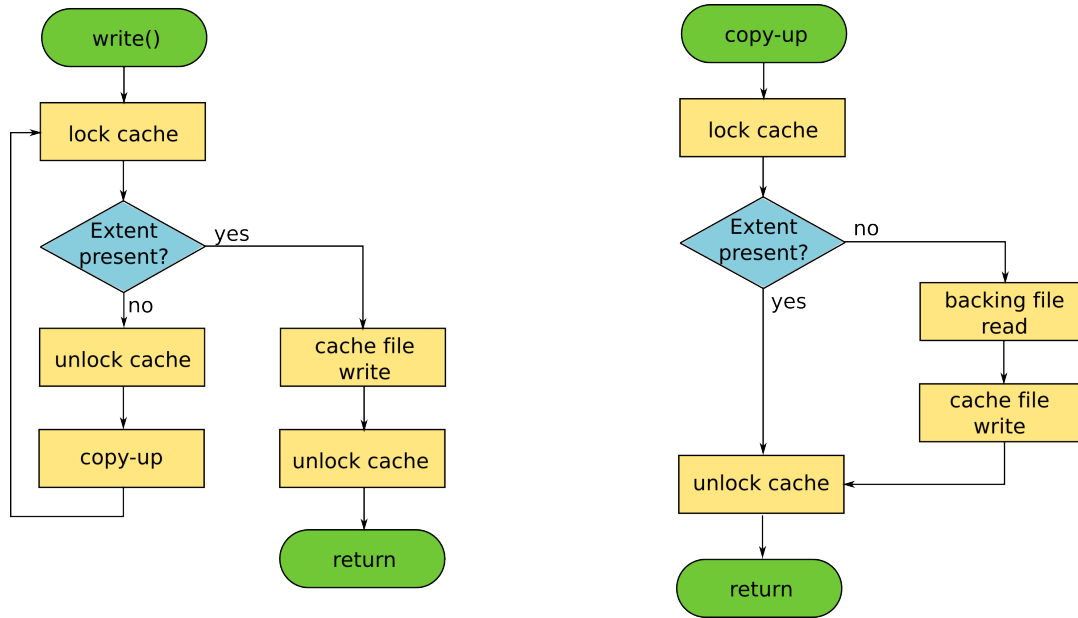 write()
lock cache
Extent
present?
yes
no
unlock cache
copy-up
cache file
write
unlock cache
return
copy-up
lock cache
Extent
present?
no
yes
backing file
read
cache file
write
unlock cache
return